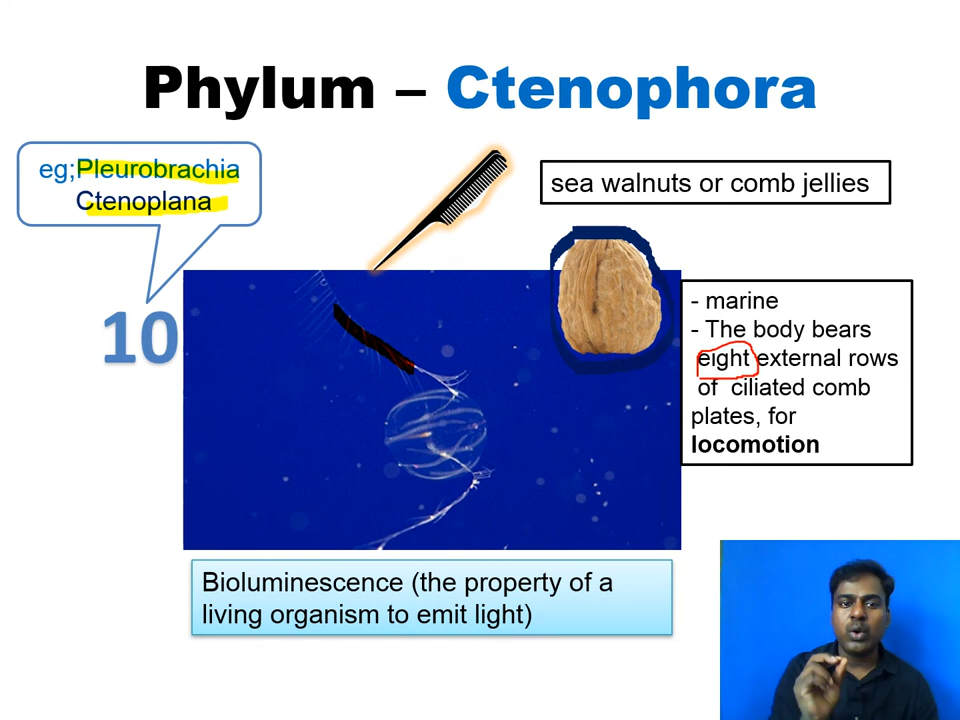 Phylum – Ctenophora
eg;Pleurobrachia
Ctenoplana
sea walnuts or comb jellies
10
- marine
- The body bears
eight external rows
of ciliated comb
plates, for
locomotion
Bioluminescence (the property of a
living organism to emit light)